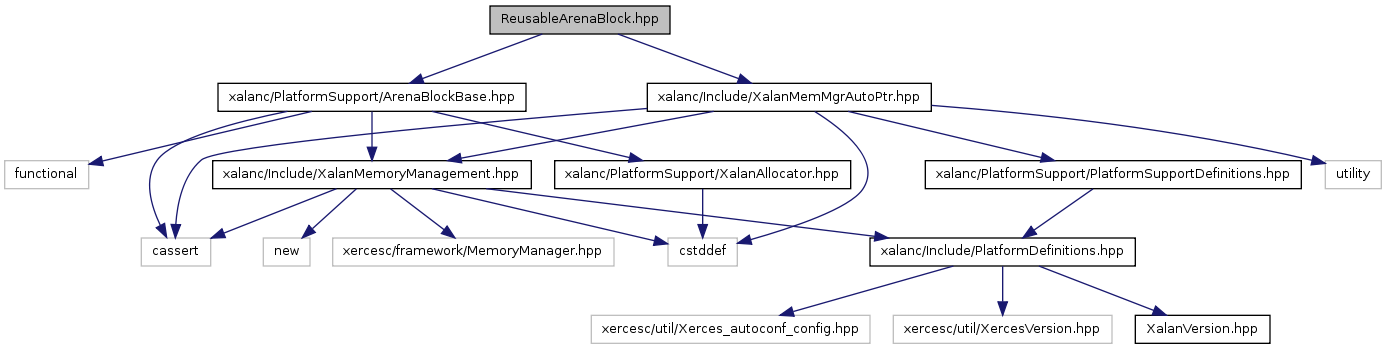 ReusableArenaBlock.hpp
xalanc/PlatformSupport/ArenaBlockBase.hpp
xalanc/Include/XalanMemMgrAutoPtr.hpp
functional
xalanc/Include/XalanMemoryManagement.hpp
xalanc/PlatformSupport/XalanAllocator.hpp
xalanc/PlatformSupport/PlatformSupportDefinitions.hpp
utility
cassert
new
xercesc/framework/MemoryManager.hpp
cstddef
xalanc/Include/PlatformDefinitions.hpp
xercesc/util/Xerces_autoconf_config.hpp
xercesc/util/XercesVersion.hpp
XalanVersion.hpp